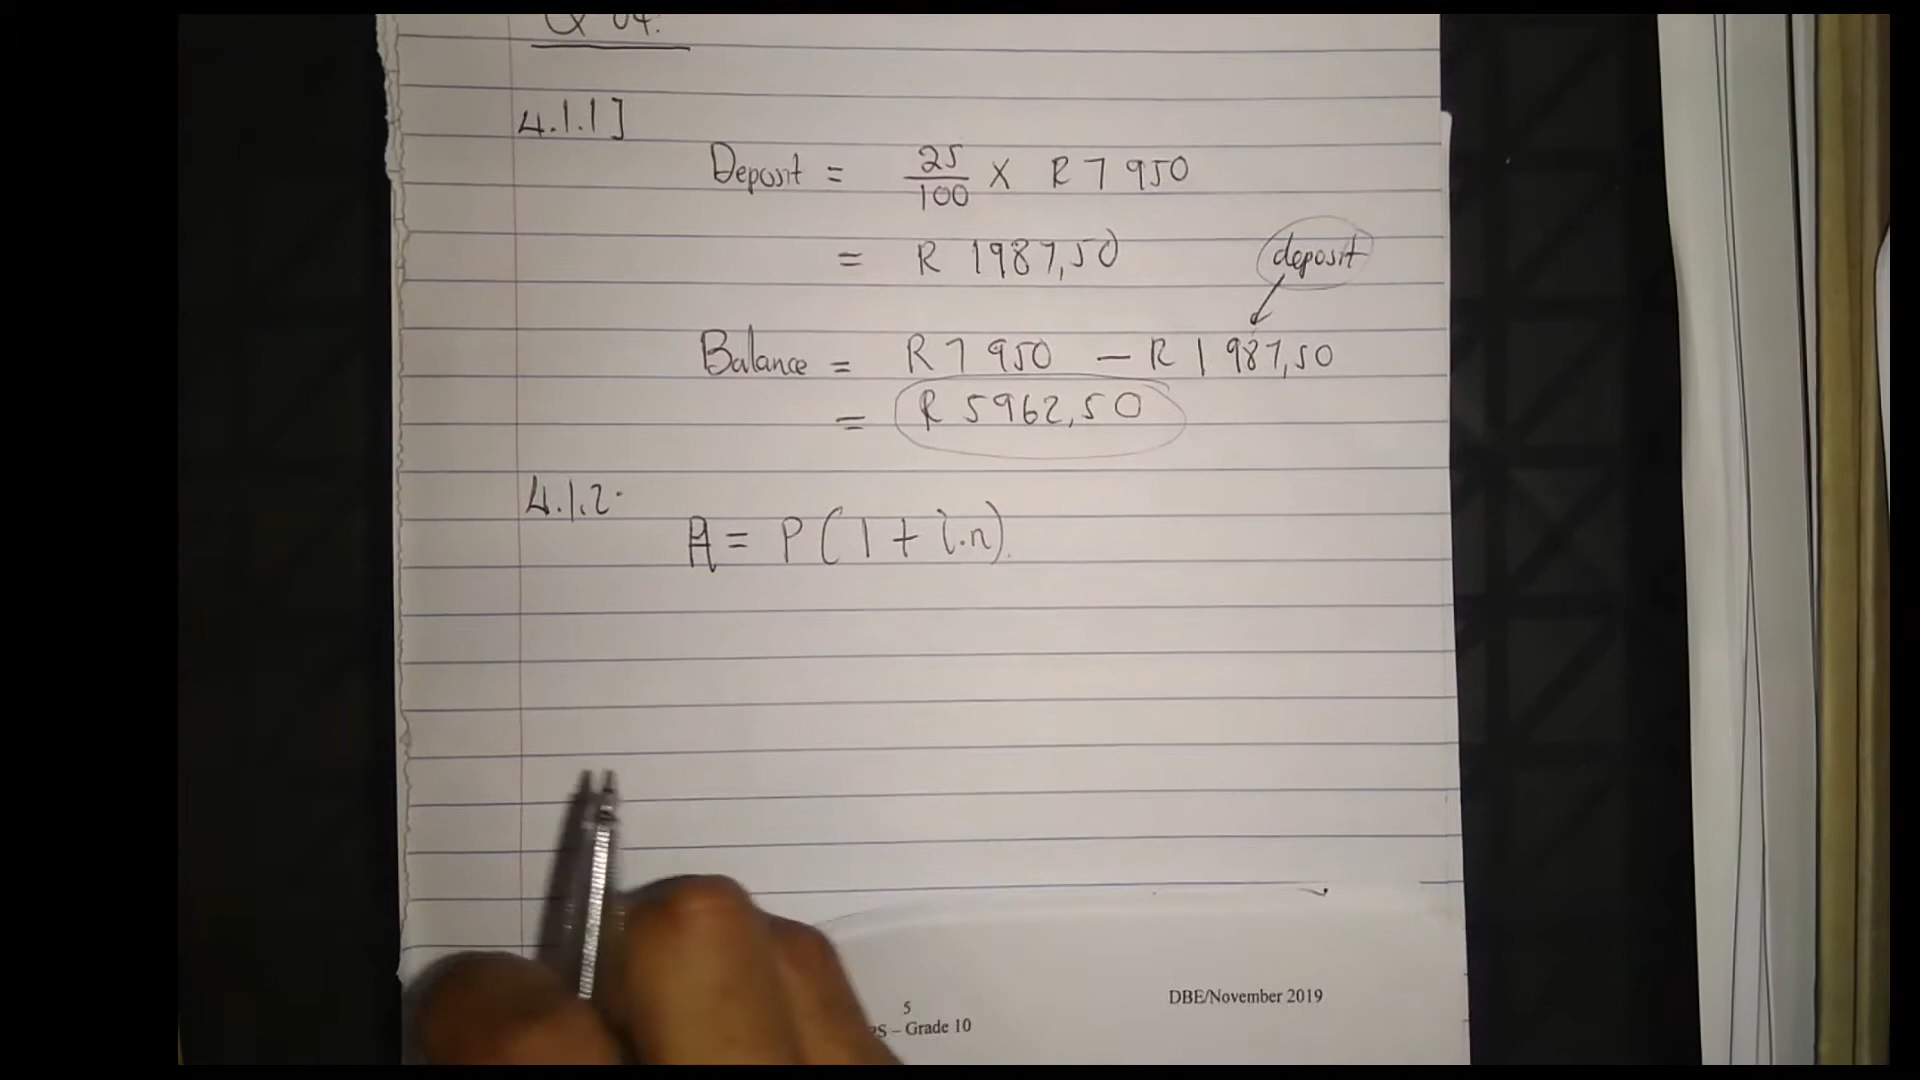 Q 04.
4.1.1]
Deposit = 25/100 × R 7 950
= R 1987,50
deposit
Balance = R 7 950 — R 1 987,50
= R 5962,50
4.1.2.
A = P ( 1 + i.n)
5
DBE/November 2019
– Grade 10